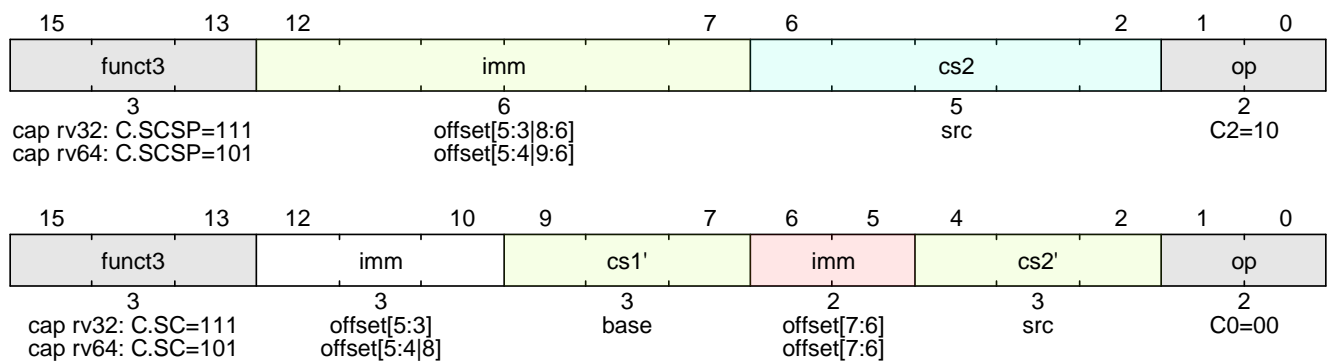 15 13 12 7 6 2 1 0
funct3 imm cs2 op
3 6 5 2
cap rv32: C.SCSP=111 offset[5:3|8:6] src C2=10
cap rv64: C.SCSP=101 offset[5:4|9:6]
15 13 12 10 9 7 6 5 4 2 1 0
funct3 imm cs1' imm cs2' op
3 3 3 2 3 2
cap rv32: C.SC=111 offset[5:3] base offset[7:6] src C0=00
cap rv64: C.SC=101 offset[5:4|8] offset[7:6]